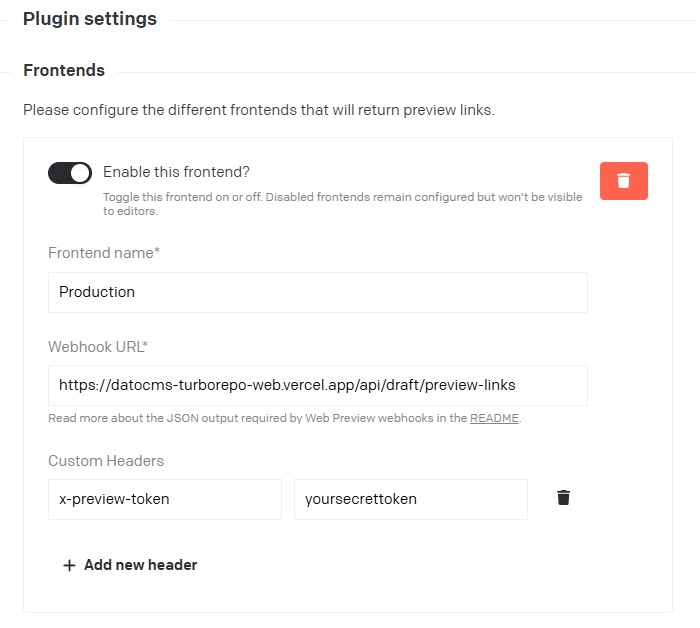 Plugin settings
Frontends
Please configure the different frontends that will return preview links.
Enable this frontend?
Toggle this frontend on or off. Disabled frontends remain configured but won't be visible
to editors.
Frontend name*
Production
Webhook URL*
https://datocms-turborepo-web.vercel.app/api/draft/preview-links
Read more about the JSON output required by Web Preview webhooks in the README.
Custom Headers
x-preview-token
yoursecrettoken
+ Add new header